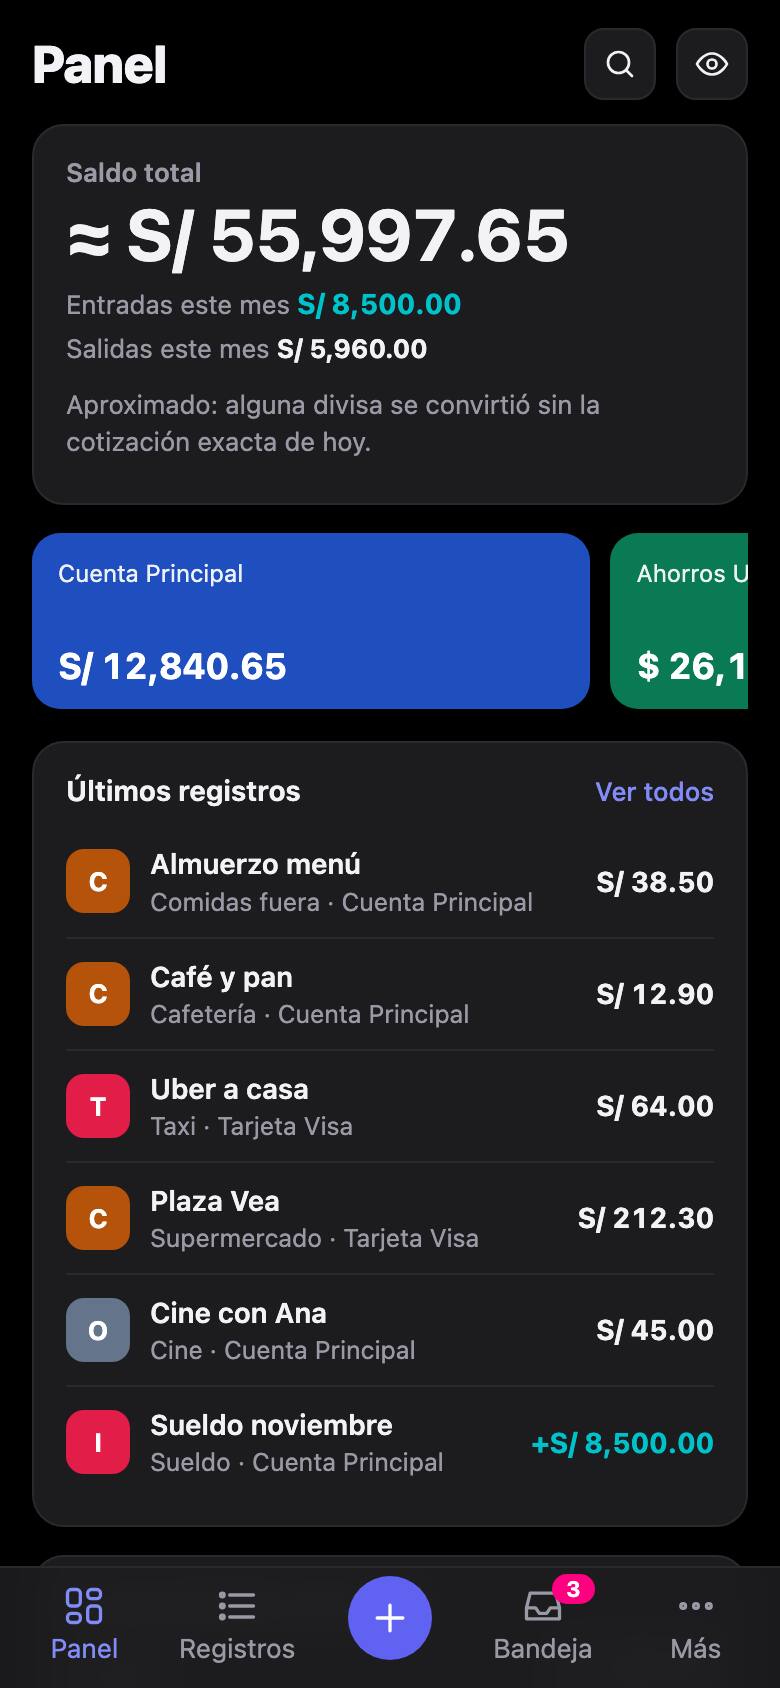 Panel
Saldo total
≈ S/ 55,997.65
Entradas este mes S/ 8,500.00
Salidas este mes S/ 5,960.00
Aproximado: alguna divisa se convirtió sin la
cotización exacta de hoy.
Cuenta Principal
S/ 12,840.65
Ahorros U
$ 26,1
Últimos registros
Ver todos
C
Almuerzo menú
Comidas fuera · Cuenta Principal
S/ 38.50
C
Café y pan
Cafetería · Cuenta Principal
S/ 12.90
T
Uber a casa
Taxi · Tarjeta Visa
S/ 64.00
C
Plaza Vea
Supermercado · Tarjeta Visa
S/ 212.30
O
Cine con Ana
Cine · Cuenta Principal
S/ 45.00
I
Sueldo noviembre
Sueldo · Cuenta Principal
+S/ 8,500.00
Panel
Registros
3
Bandeja
Más